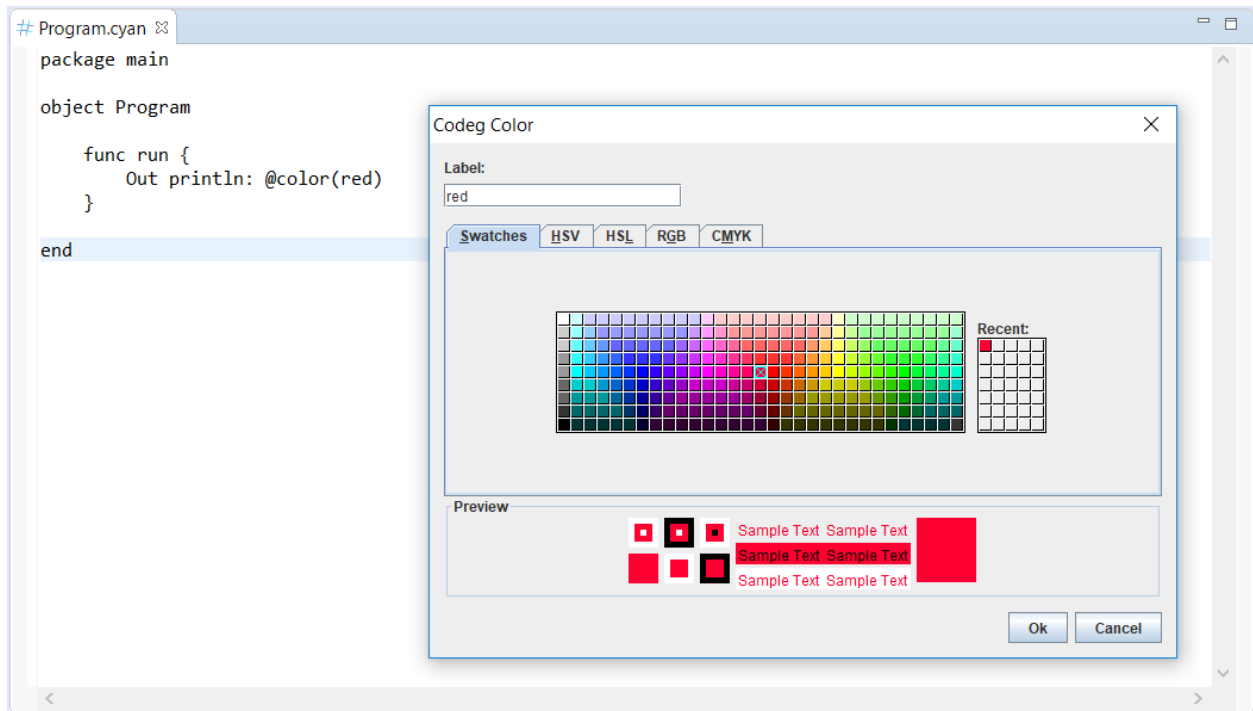 # Program.cyan
package main
object Program
func run {
Out println: @color(red)
}
end
Codeg Color
Label:
red
Swatches HSV HSL RGB CMYK
Recent:
Preview
Sample Text Sample Text
Sample Text Sample Text
Sample Text Sample Text
Ok Cancel